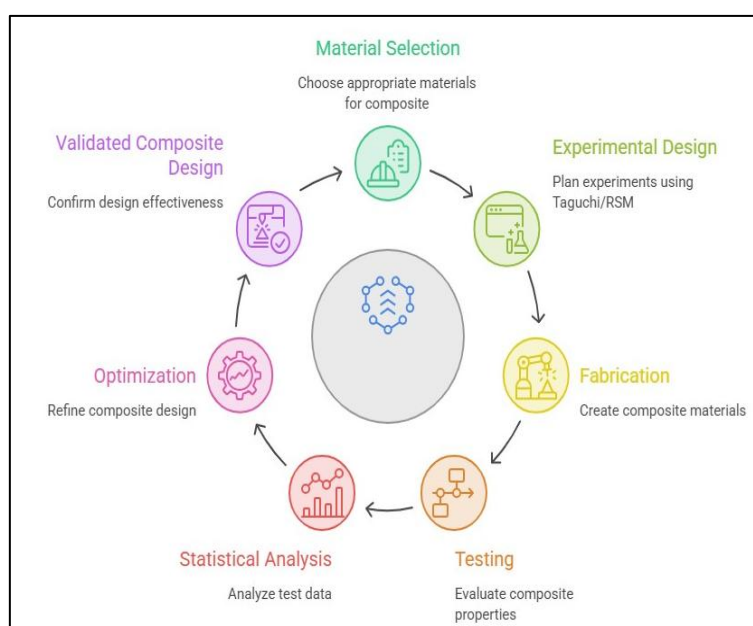 Material Selection
Choose appropriate materials
for composite
Experimental Design
Plan experiments using
Taguchi/RSM
Fabrication
Create composite materials
Testing
Evaluate composite
properties
Statistical Analysis
Analyze test data
Optimization
Refine composite design
Validated Composite
Design
Confirm design effectiveness